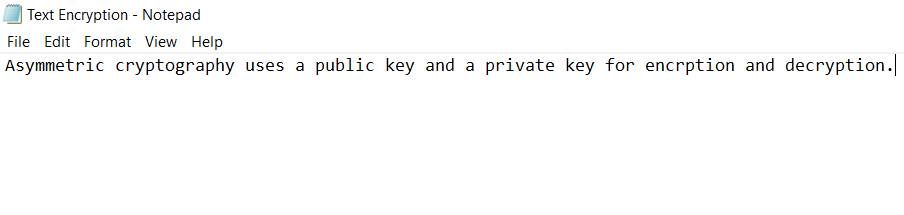 Text Encryption - Notepad
File Edit Format View Help
Asymmetric cryptography uses a public key and a private key for encrption and decryption.